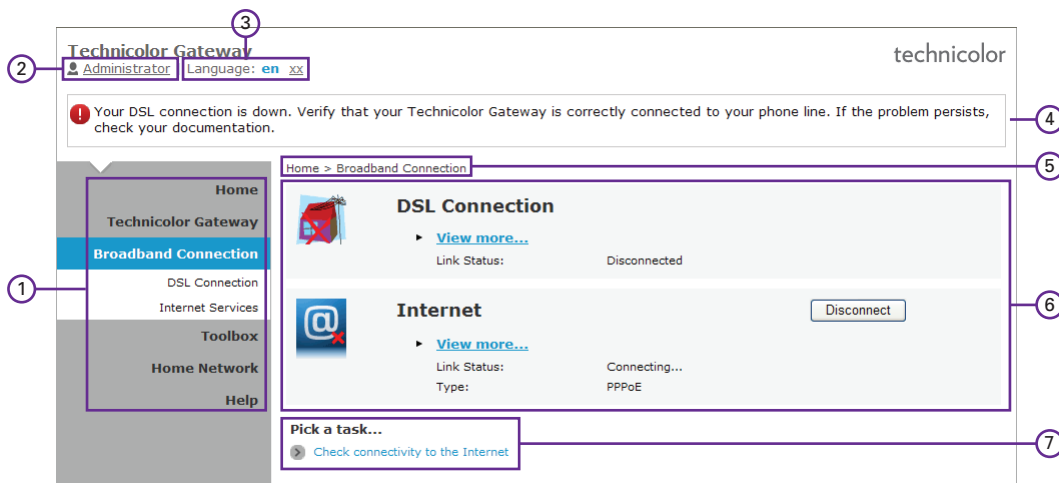 3
Technicolor Gateway
technicolor
2
Administrator
Language: en xx
Your DSL connection is down. Verify that your Technicolor Gateway is correctly connected to your phone line. If the problem persists,
check your documentation.
4
Home > Broadband Connection
5
1
Home
Technicolor Gateway
Broadband Connection
DSL Connection
Internet Services
Toolbox
Home Network
Help
DSL Connection
View more...
Link Status: Disconnected
@
Internet
Disconnect
6
View more...
Link Status: Connecting...
Type: PPPoE
Pick a task...
Check connectivity to the Internet
7